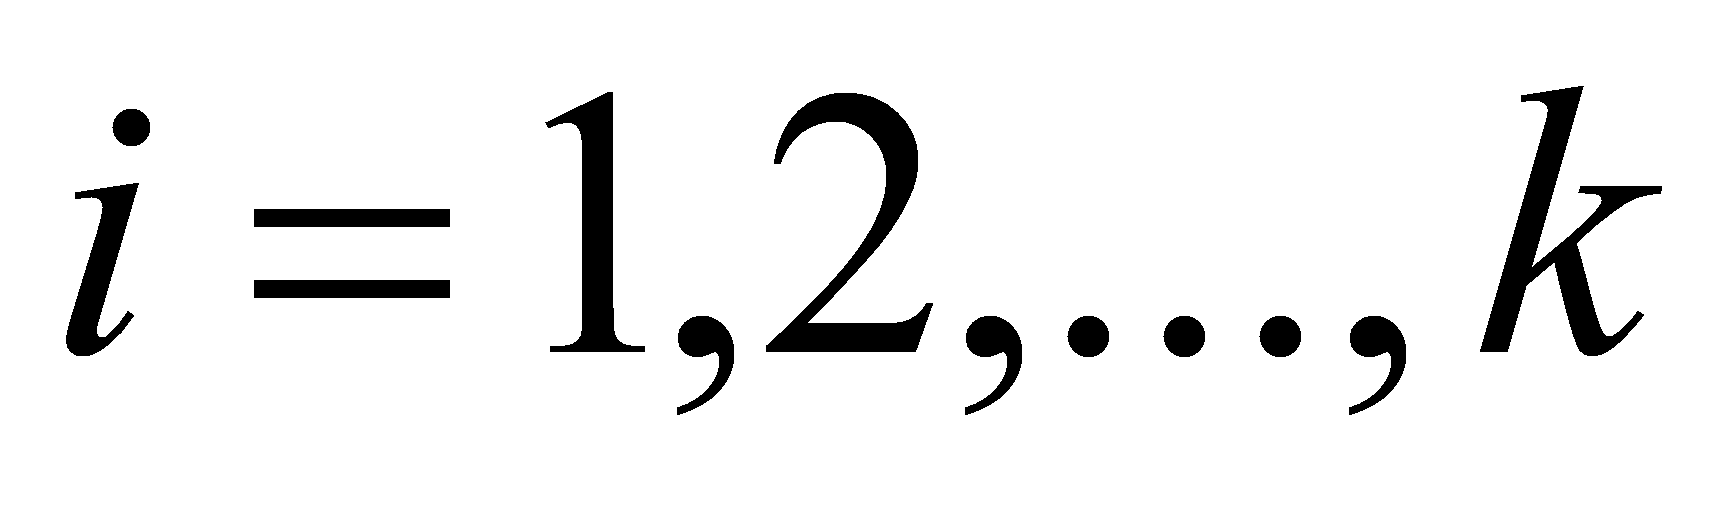 i = 1,2,...,k